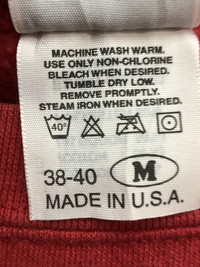 MACHINE WASH WARM.
USE ONLY NON-CHLORINE
BLEACH WHEN DESIRED.
TUMBLE DRY LOW.
REMOVE PROMPTLY.
STEAM IRON WHEN DESIRED.
40°
38-40 M
MADE IN U.S.A.